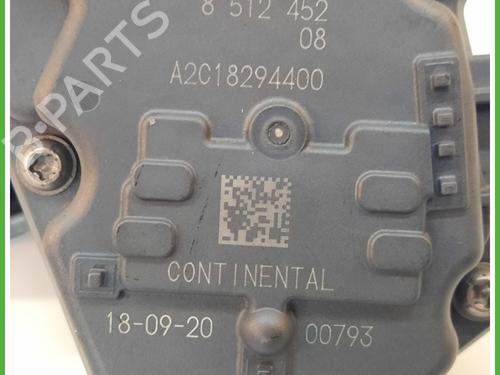 8 512 452
08
A2C18294400
CONTINENTAL
18-09-20 00793
B-PARTS